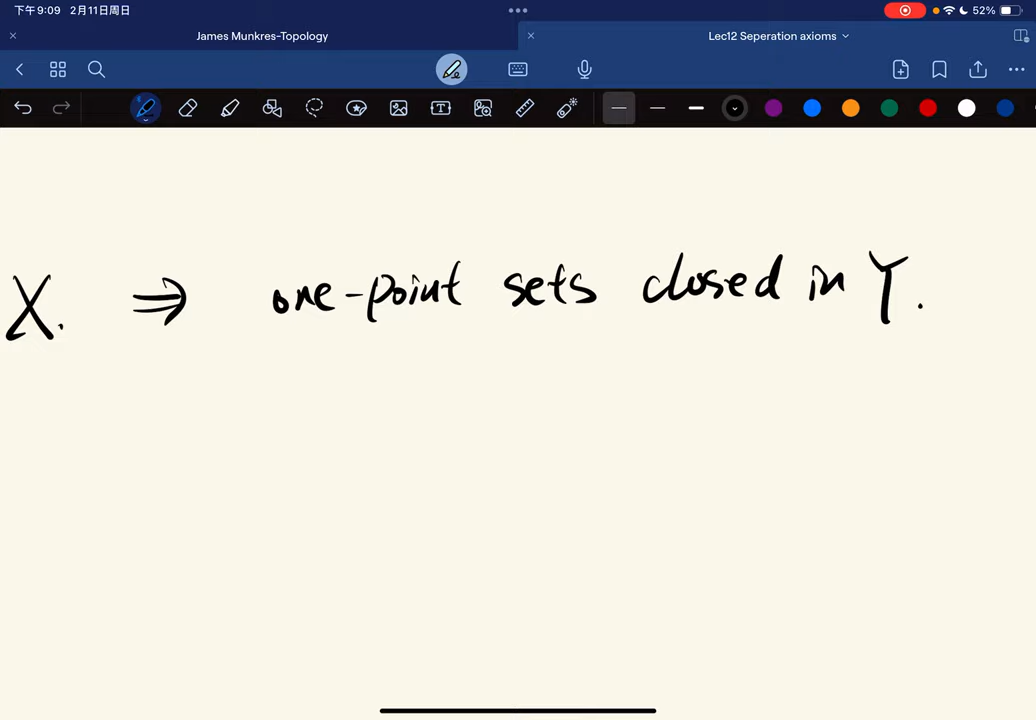 下午9:09 2月11日周日
52%
James Munkres-Topology
Lec12 Seperation axioms
X. ⇒ one-point sets closed in Y.